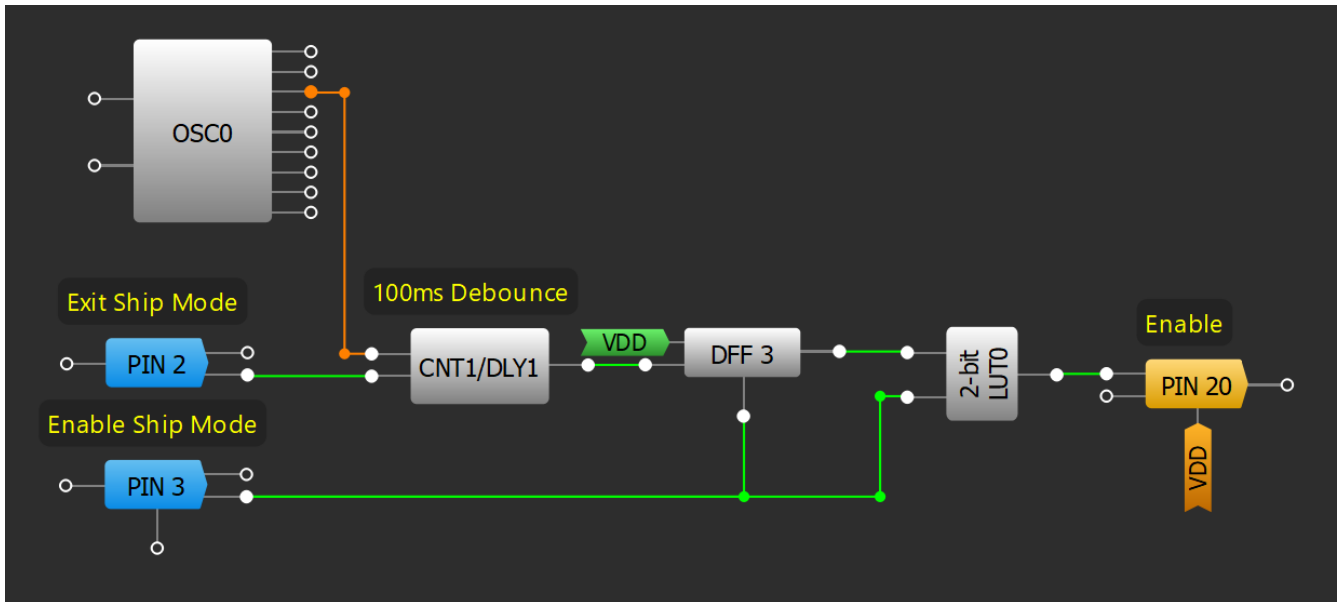 OSC0
Exit Ship Mode
100ms Debounce
Enable
PIN 2
CNT1/DLY1
VDD
DFF 3
2-bit
LUT0
PIN 20
Enable Ship Mode
PIN 3
VDD